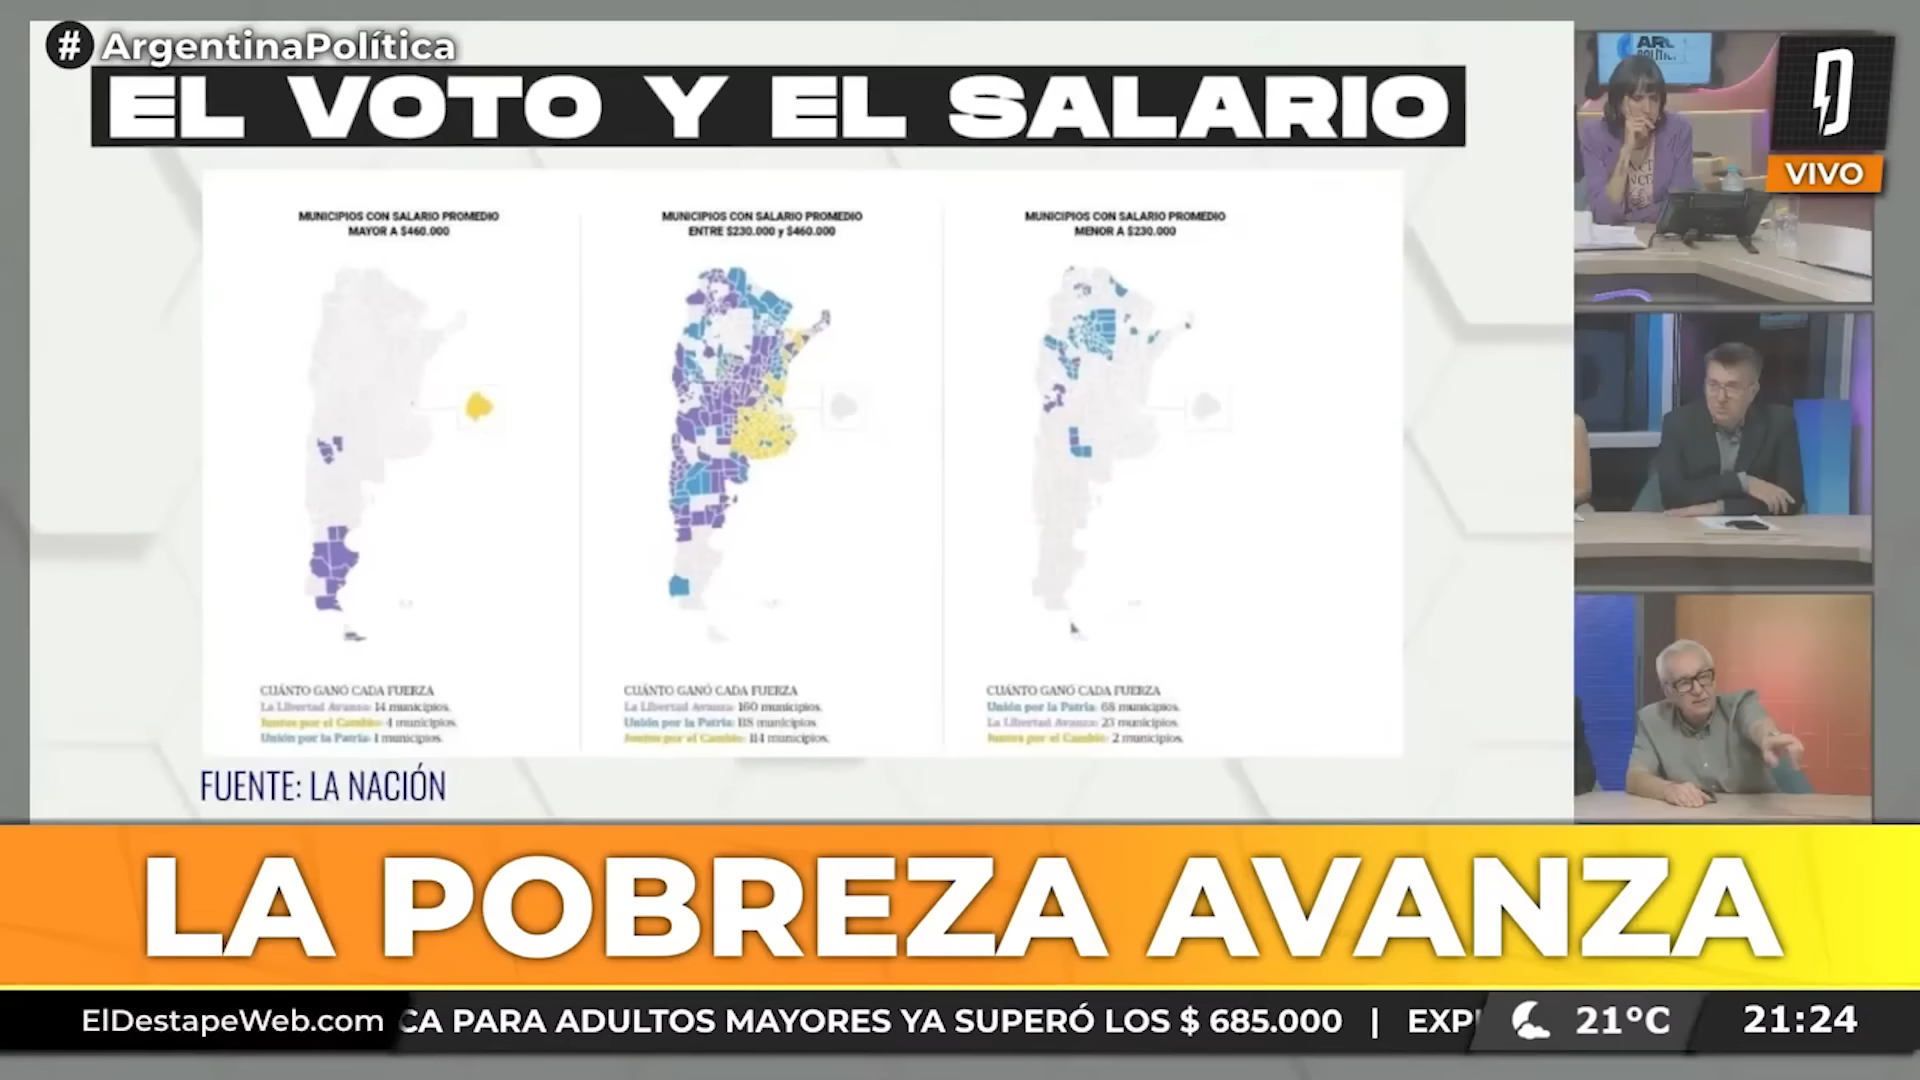 # ArgentinaPolítica
EL VOTO Y EL SALARIO
MUNICIPIOS CON SALARIO PROMEDIO
MAYOR A $460.000
MUNICIPIOS CON SALARIO PROMEDIO
ENTRE $230.000 y $460.000
MUNICIPIOS CON SALARIO PROMEDIO
MENOR A $230.000
CUÁNTO GANÓ CADA FUERZA
La Libertad Avanza: 14 municipios.
Juntos por el Cambio: 4 municipios.
Unión por la Patria: 1 municipios.
CUÁNTO GANÓ CADA FUERZA
La Libertad Avanza: 160 municipios.
Unión por la Patria: 118 municipios.
Juntos por el Cambio: 114 municipios.
CUÁNTO GANÓ CADA FUERZA
Unión por la Patria: 68 municipios.
La Libertad Avanza: 23 municipios.
Juntos por el Cambio: 2 municipios.
FUENTE: LA NACIÓN
VIVO
LA POBREZA AVANZA
ElDestapeWeb.com
CA PARA ADULTOS MAYORES YA SUPERÓ LOS $ 685.000 | EXP
21°C
21:24